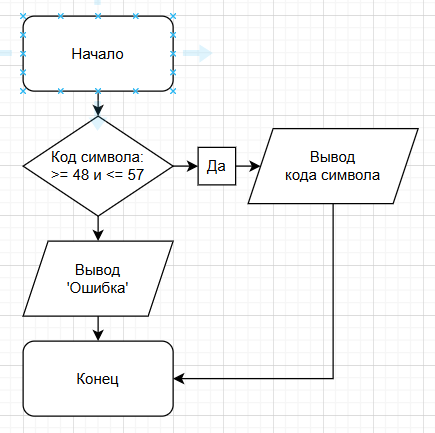 Начало
Код символа:
>= 48 и <= 57
Да
Вывод
кода символа
Вывод
'Ошибка'
Конец